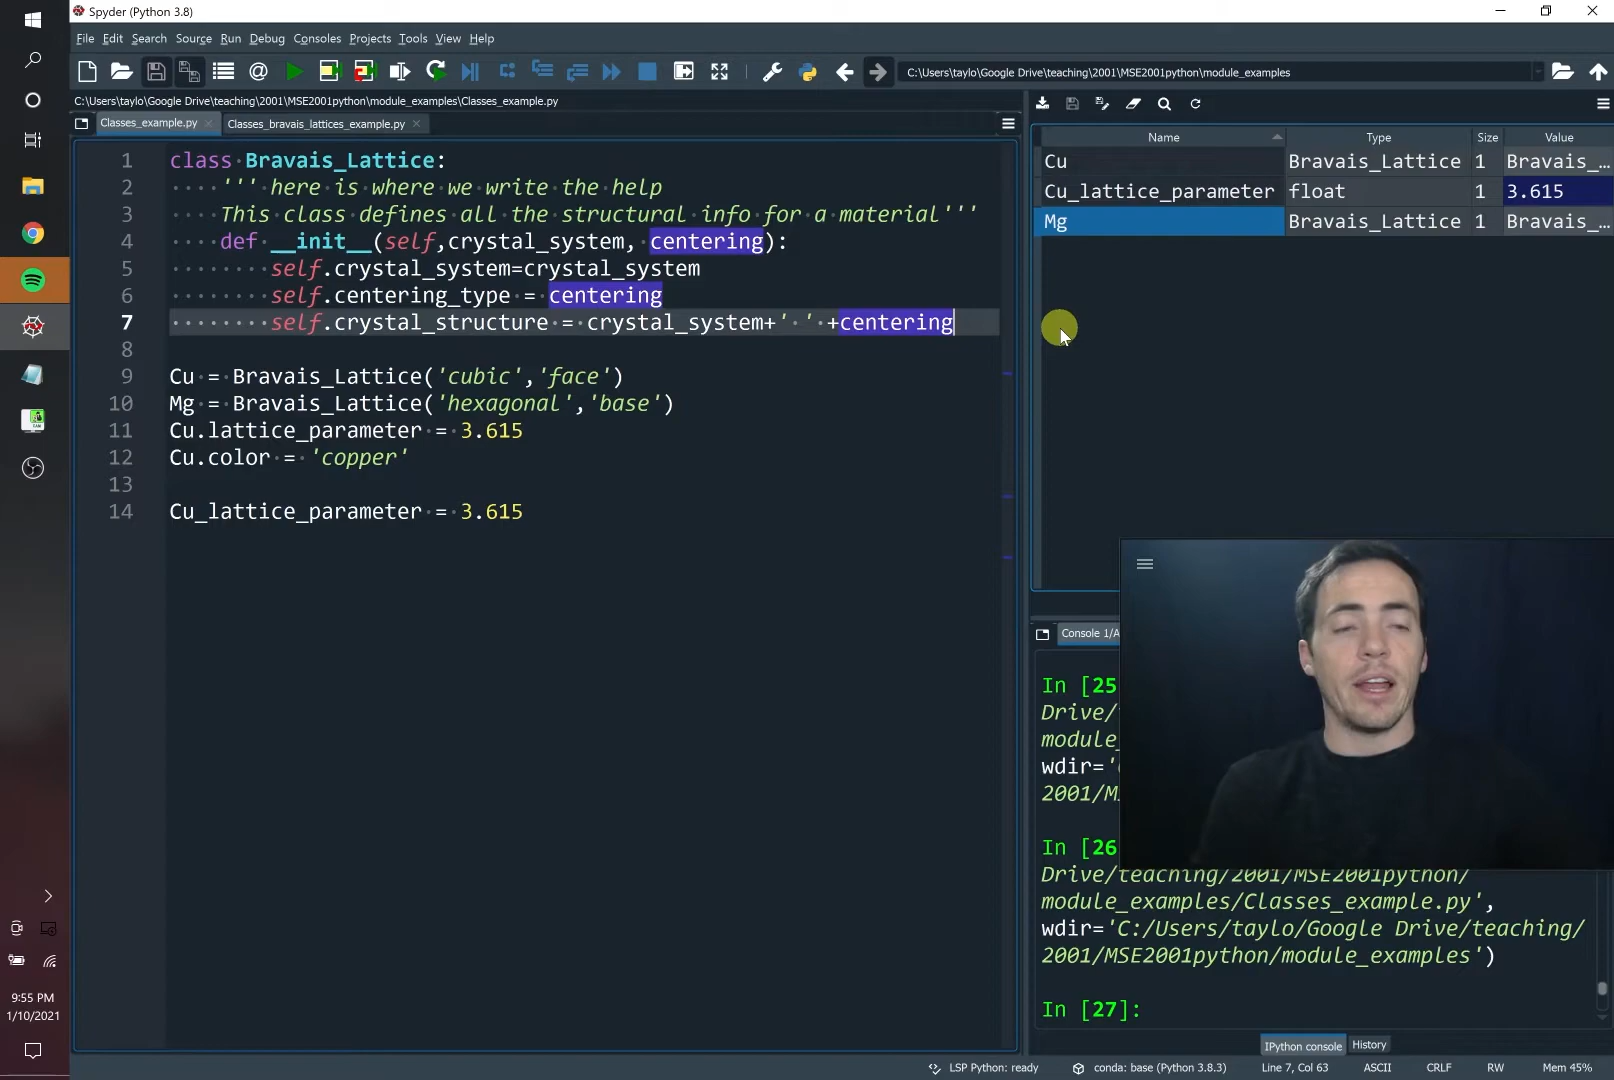 Spyder (Python 3.8)
File Edit Search Source Run Debug Consoles Projects Tools View Help
C:\Users\taylo\Google Drive\teaching\2001\MSE2001python\module_examples
C:\Users\taylo\Google Drive\teaching\2001\MSE2001python\module_examples\Classes_example.py
Classes_example.py Classes_bravais_lattices_example.py
1 class Bravais_Lattice:
2 ''' here is where we write the help
3 This class defines all the structural info for a material'''
4 def __init__(self,crystal_system, centering):
5 self.crystal_system=crystal_system
6 self.centering_type = centering
7 self.crystal_structure = crystal_system+' ' +centering
8
9 Cu = Bravais_Lattice('cubic','face')
10 Mg = Bravais_Lattice('hexagonal','base')
11 Cu.lattice_parameter = 3.615
12 Cu.color = 'copper'
13
14 Cu_lattice_parameter = 3.615
Name Type Size Value
Cu Bravais_Lattice 1 Bravais_…
Cu_lattice_parameter float 1 3.615
Mg Bravais_Lattice 1 Bravais_…
Console 1/A
In [25
Drive/
module_
wdir='
2001/M
In [26
Drive/teaching/2001/MSE2001python/
module_examples/Classes_example.py',
wdir='C:/Users/taylo/Google Drive/teaching/
2001/MSE2001python/module_examples')
In [27]:
IPython console History
9:55 PM
1/10/2021
LSP Python: ready conda: base (Python 3.8.3) Line 7, Col 63 ASCII CRLF RW Mem 45%